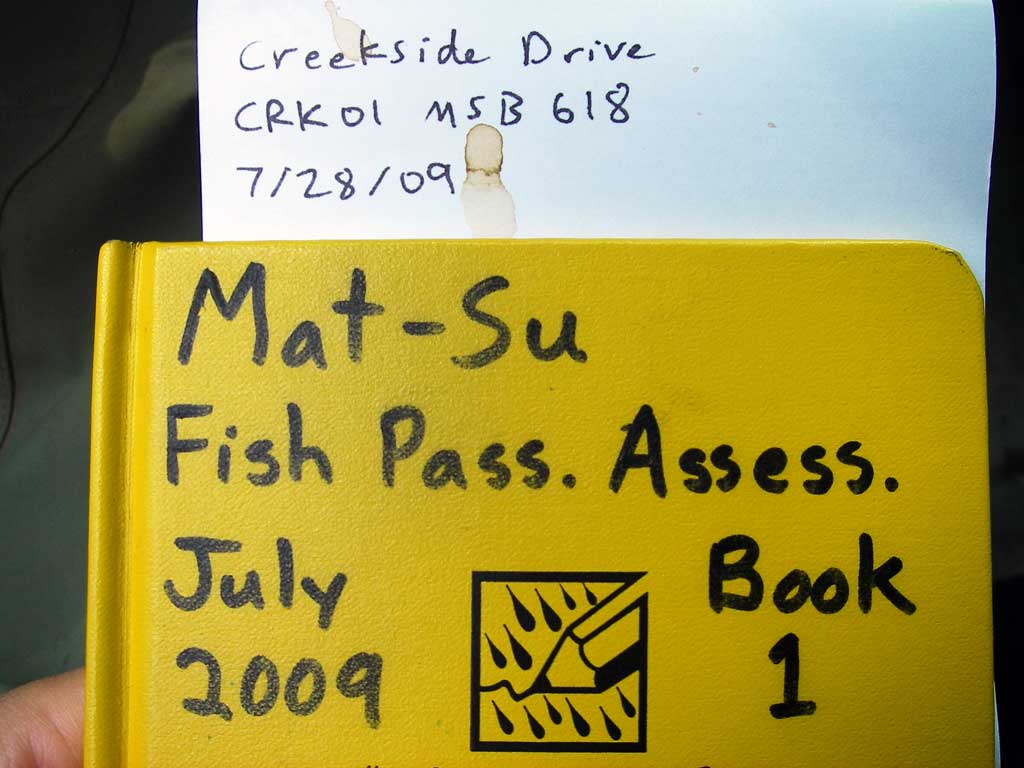 Creekside Drive
CRK01 MSB 618
7/28/09
Mat-Su
Fish Pass. Assess.
July
2009
Book
1